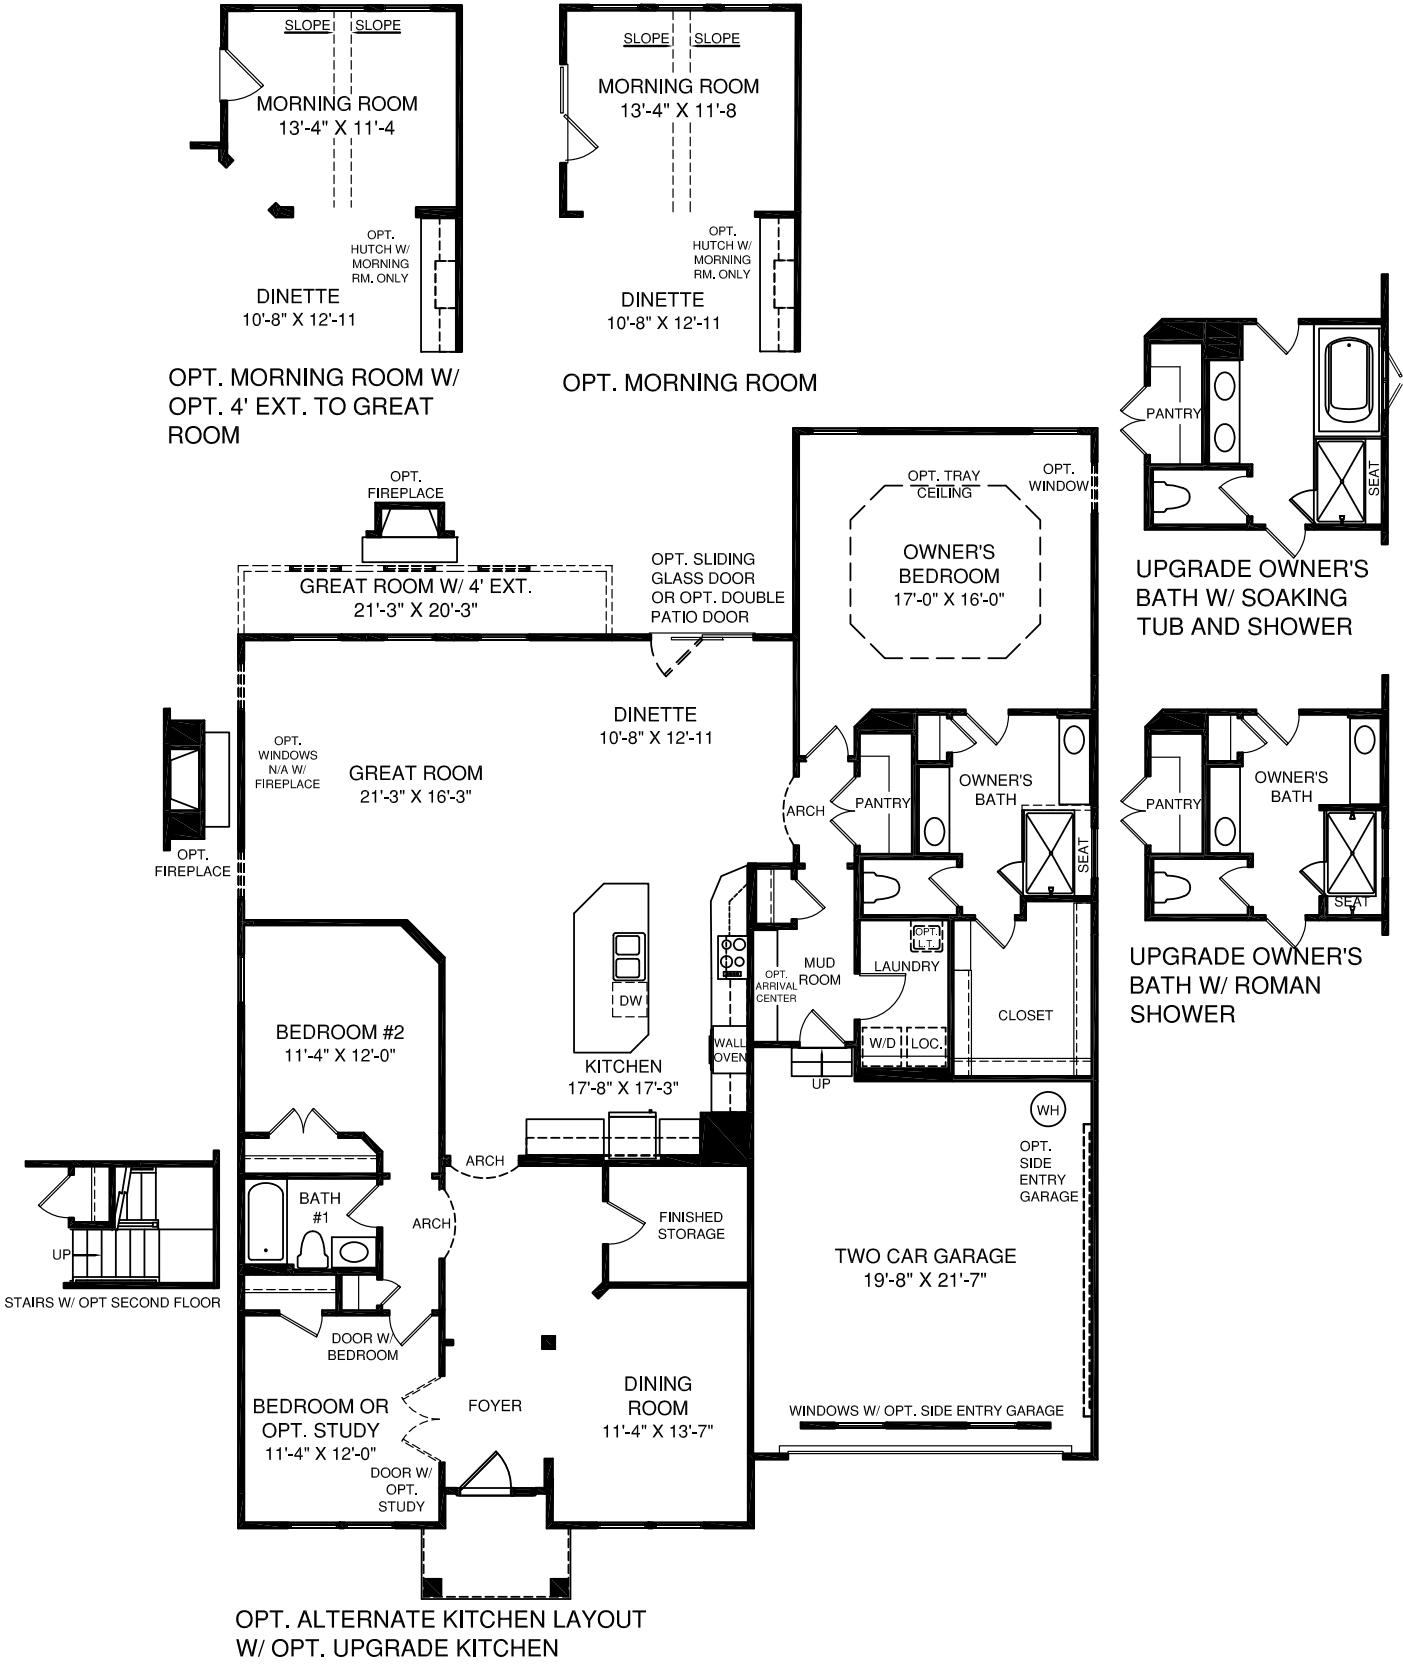 SLOPE SLOPE
MORNING ROOM
13'-4" X 11'-4
OPT.
HUTCH W/
MORNING
RM. ONLY
DINETTE
10'-8" X 12'-11
OPT. MORNING ROOM W/
OPT. 4' EXT. TO GREAT
ROOM
SLOPE SLOPE
MORNING ROOM
13'-4" X 11'-8
OPT.
HUTCH W/
MORNING
RM. ONLY
DINETTE
10'-8" X 12'-11
OPT. MORNING ROOM
PANTRY
SEAT
UPGRADE OWNER'S
BATH W/ SOAKING
TUB AND SHOWER
OPT.
FIREPLACE
GREAT ROOM W/ 4' EXT.
21'-3" X 20'-3"
OPT. SLIDING
GLASS DOOR
OR OPT. DOUBLE
PATIO DOOR
OPT. TRAY
CEILING
OPT.
WINDOW
OWNER'S
BEDROOM
17'-0" X 16'-0"
DINETTE
10'-8" X 12'-11
OPT.
WINDOWS
N/A W/
FIREPLACE
GREAT ROOM
21'-3" X 16'-3"
OPT.
FIREPLACE
ARCH
PANTRY
OWNER'S
BATH
SEAT
PANTRY
OWNER'S
BATH
SEAT
UPGRADE OWNER'S
BATH W/ ROMAN
SHOWER
DW
WALL
OVEN
KITCHEN
17'-8" X 17'-3"
OPT.
ARRIVAL
CENTER
MUD
ROOM
OPT.
L.T.
LAUNDRY
W/D LOC.
CLOSET
UP
BEDROOM #2
11'-4" X 12'-0"
WH
OPT.
SIDE
ENTRY
GARAGE
ARCH
BATH
#1
ARCH
FINISHED
STORAGE
UP
STAIRS W/ OPT SECOND FLOOR
TWO CAR GARAGE
19'-8" X 21'-7"
DOOR W/
BEDROOM
BEDROOM OR
OPT. STUDY
11'-4" X 12'-0"
DOOR W/
OPT.
STUDY
FOYER
DINING
ROOM
11'-4" X 13'-7"
WINDOWS W/ OPT. SIDE ENTRY GARAGE
OPT. ALTERNATE KITCHEN LAYOUT
W/ OPT. UPGRADE KITCHEN